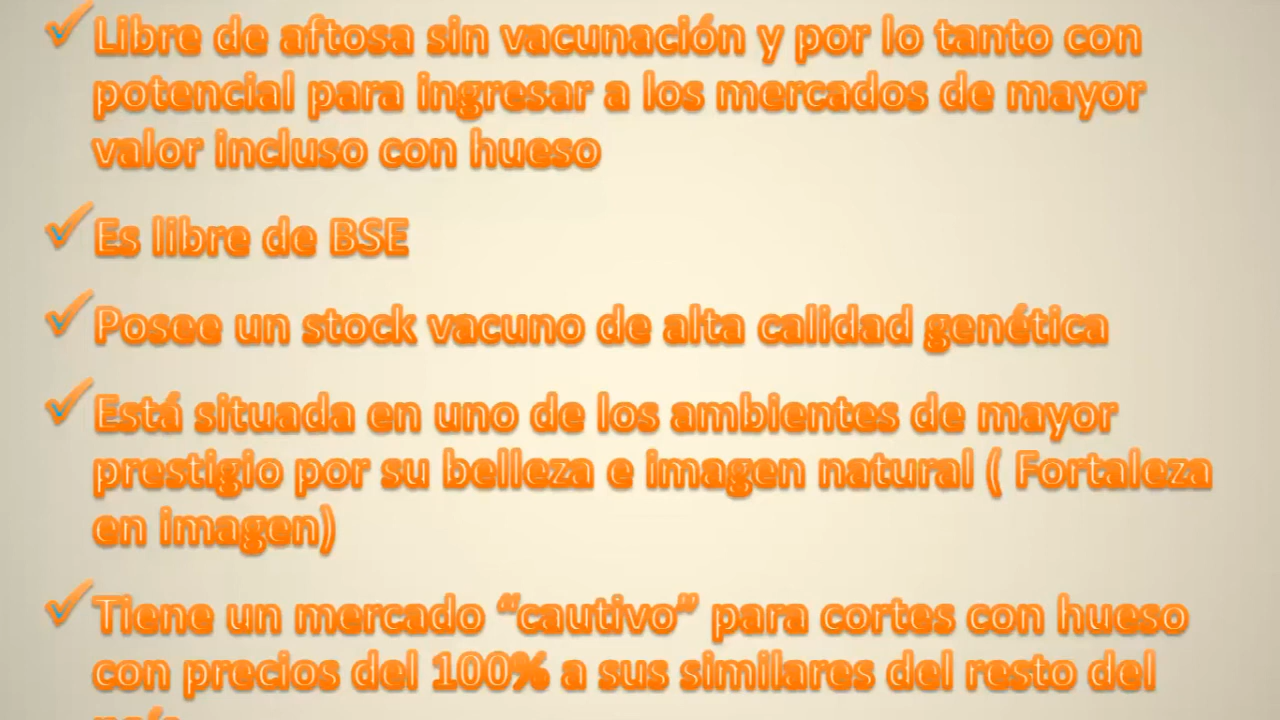 ✓ Libre de aftosa sin vacunación y por lo tanto con
potencial para ingresar a los mercados de mayor
valor incluso con hueso
✓ Es libre de BSE
✓ Posee un stock vacuno de alta calidad genética
✓ Está situada en uno de los ambientes de mayor
prestigio por su belleza e imagen natural ( Fortaleza
en imagen)
✓ Tiene un mercado “cautivo” para cortes con hueso
con precios del 100% a sus similares del resto del